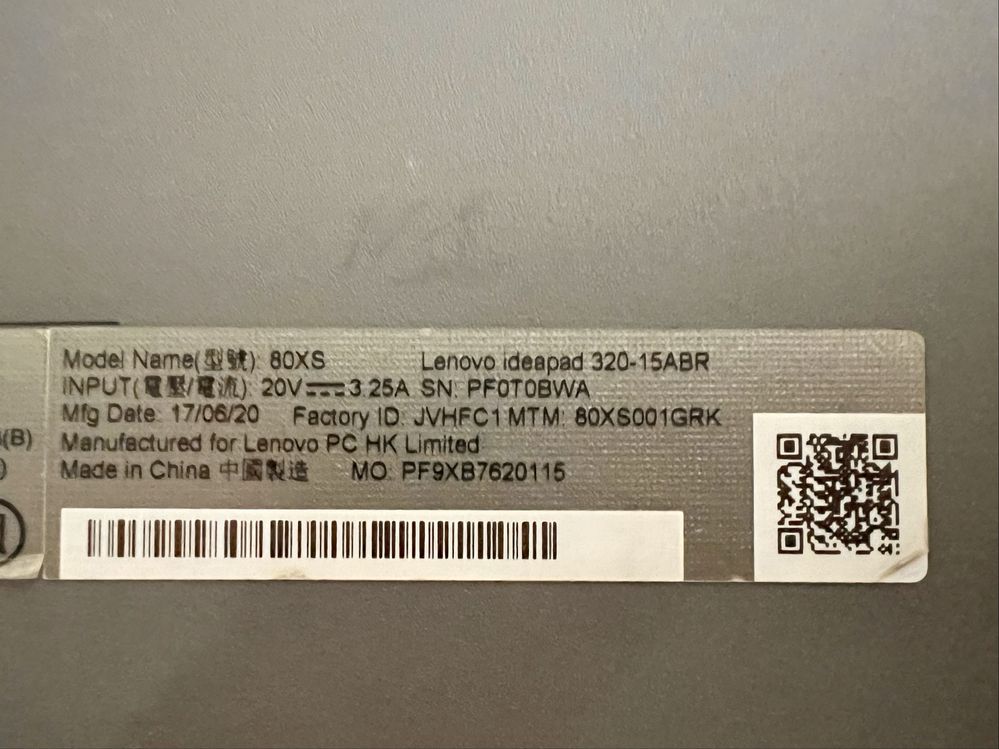 Model Name(型號): 80XS Lenovo ideapad 320-15ABR
INPUT(電壓/電流): 20V⎓3.25A SN: PF0T0BWA
Mfg Date: 17/06/20 Factory ID: JVHFC1 MTM: 80XS001GRK
Manufactured for Lenovo PC HK Limited
Made in China 中國製造 MO: PF9XB7620115
(B)
)